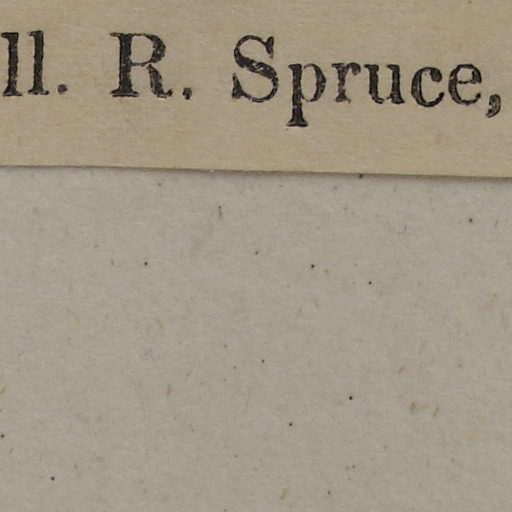 ll. R. Spruce,